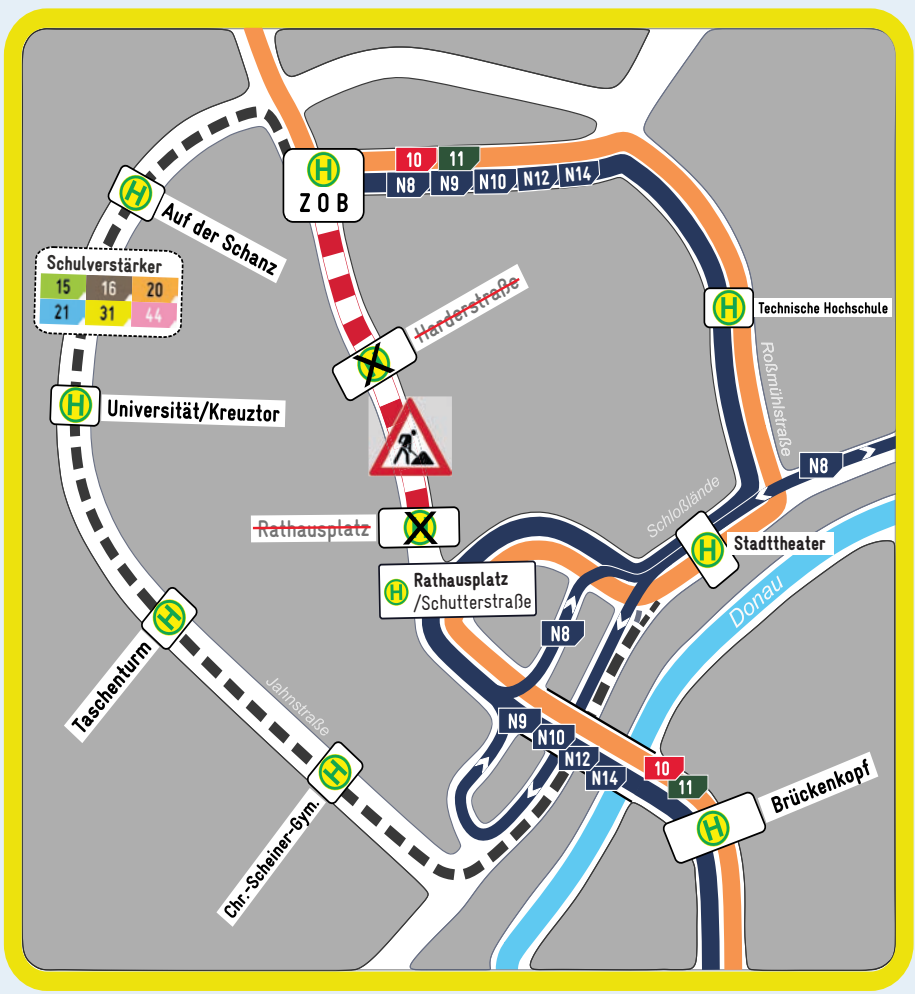 10
11
N8
N9
N10
N12
N14
H
Z O B
H
Auf der Schanz
Schulverstärker
15
16
20
21
31
44
Harderstraße
H
Technische Hochschule
Roßmühlstraße
H
Universität/Kreuztor
N8
Schloßlände
Rathausplatz
H
Stadttheater
H
Rathausplatz
/Schutterstraße
Donau
H
Taschenturm
N8
Jahnstraße
N9
N10
N12
N14
10
11
H
Chr.-Scheiner-Gym.
H
Brückenkopf